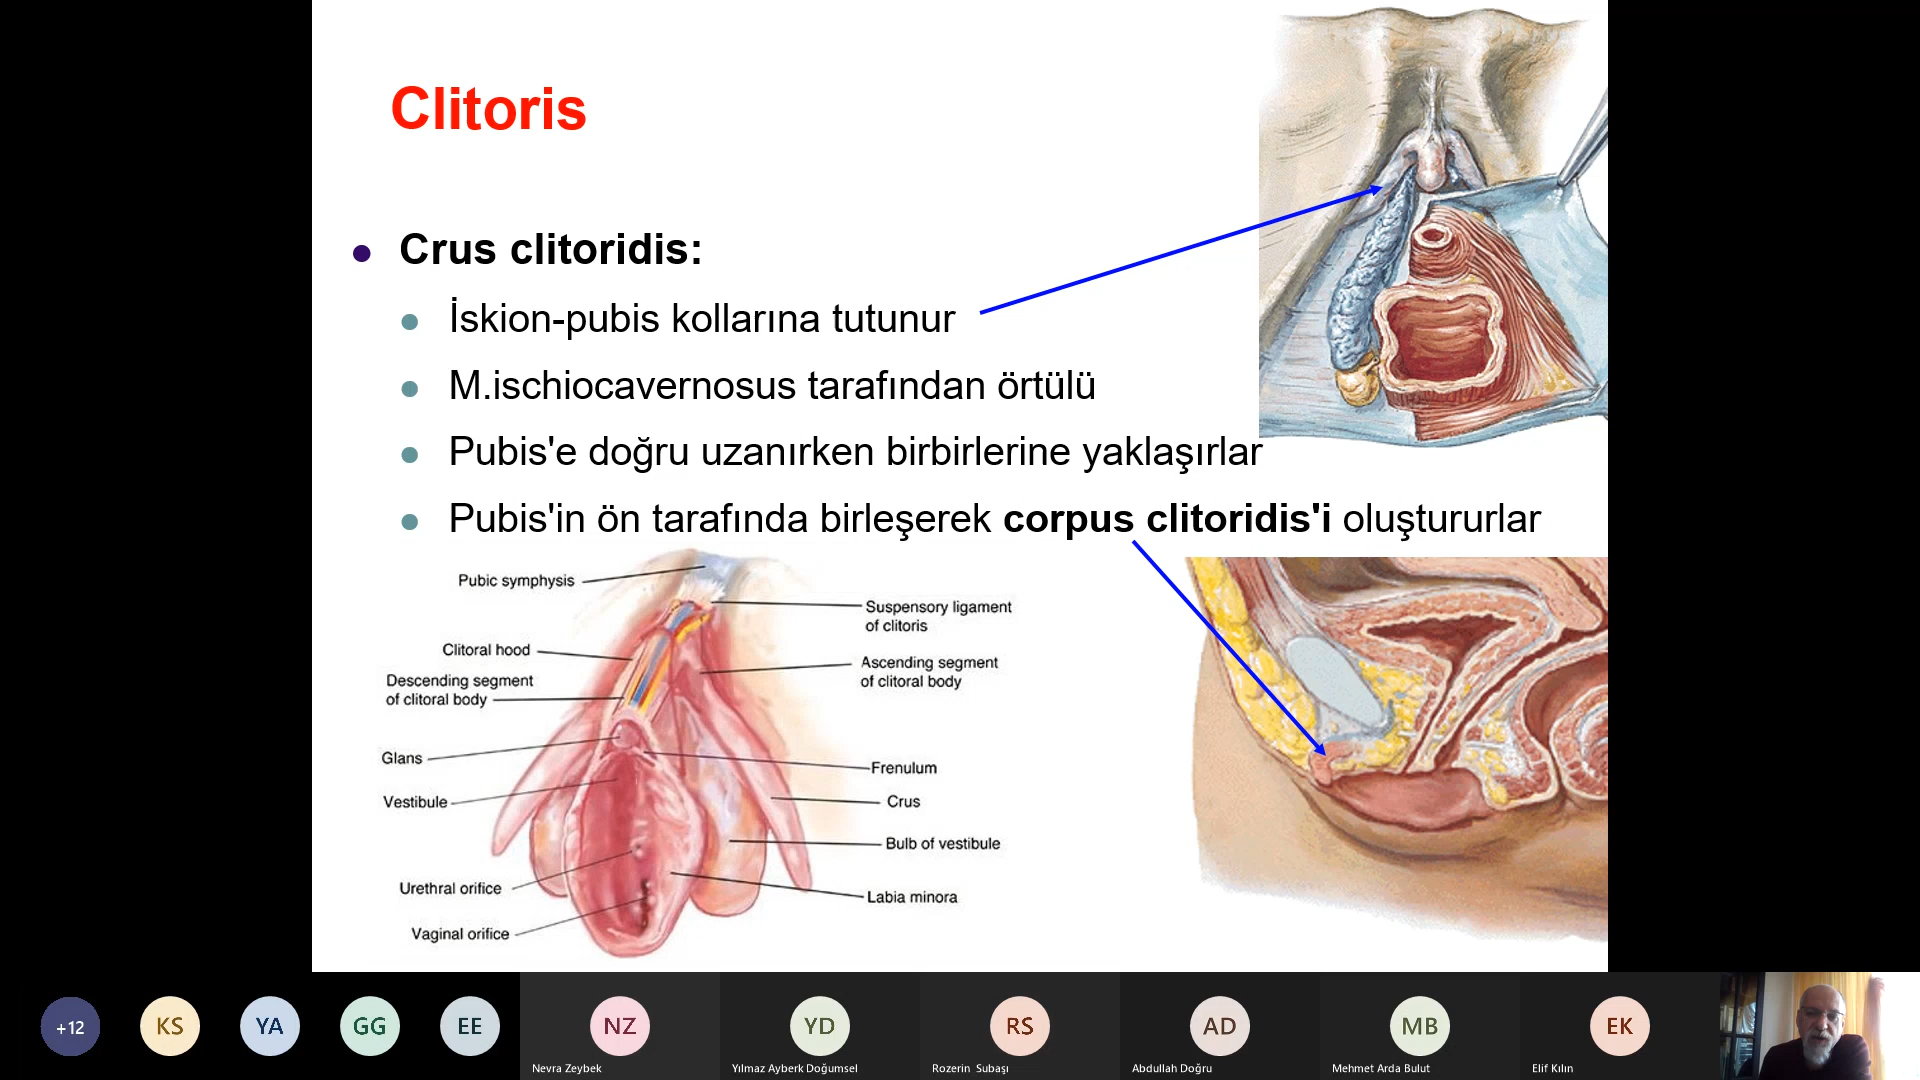 Clitoris
Crus clitoridis:
İskion-pubis kollarına tutunur
M.ischiocavernosus tarafından örtülü
Pubis'e doğru uzanırken birbirlerine yaklaşırlar
Pubis'in ön tarafında birleşerek corpus clitoridis'i oluştururlar
Pubic symphysis
Clitoral hood
Descending segment
of clitoral body
Glans
Vestibule
Urethral orifice
Vaginal orifice
Suspensory ligament
of clitoris
Ascending segment
of clitoral body
Frenulum
Crus
Bulb of vestibule
Labia minora
+12
KS
YA
GG
EE
NZ
Nevra Zeybek
YD
Yılmaz Ayberk Doğumsel
RS
Rozerin Subaşı
AD
Abdullah Doğru
MB
Mehmet Arda Bulut
EK
Elif Kılın